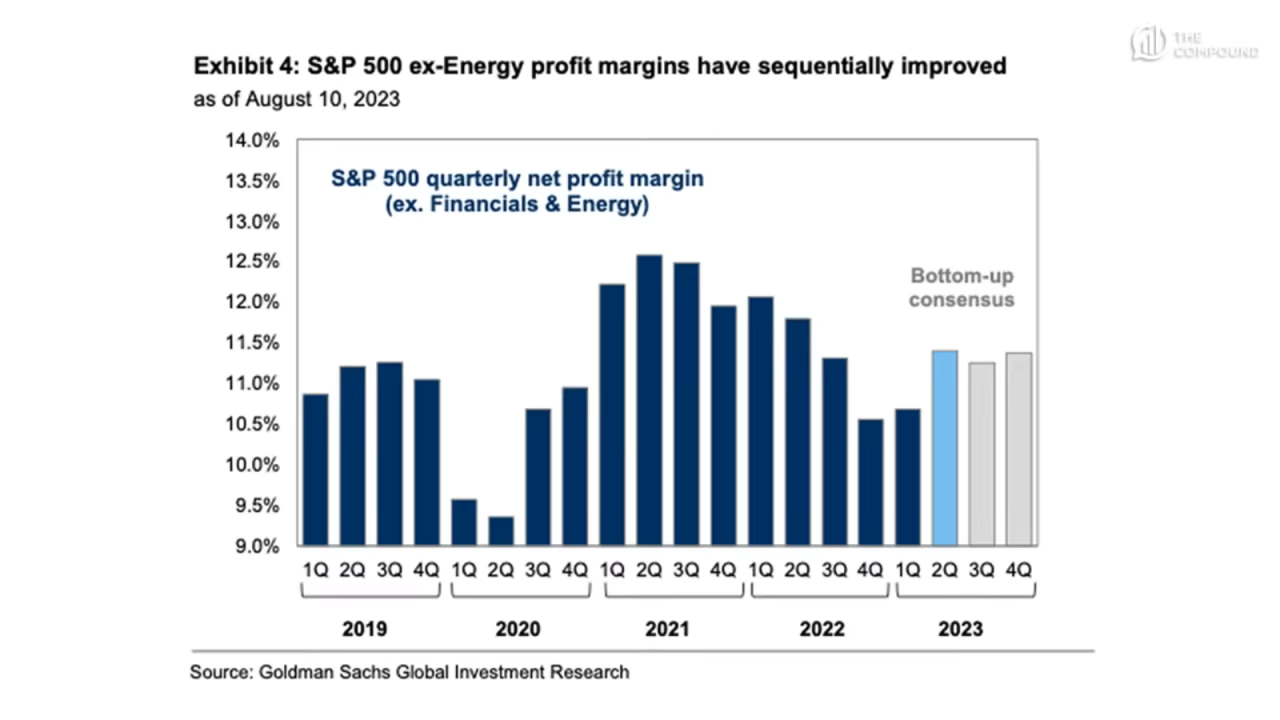 THE
COMPOUND
Exhibit 4: S&P 500 ex-Energy profit margins have sequentially improved
as of August 10, 2023
14.0%
13.5%
13.0%
12.5%
12.0%
11.5%
11.0%
10.5%
10.0%
9.5%
9.0%
S&P 500 quarterly net profit margin
(ex. Financials & Energy)
Bottom-up
consensus
1Q 2Q 3Q 4Q 1Q 2Q 3Q 4Q 1Q 2Q 3Q 4Q 1Q 2Q 3Q 4Q 1Q 2Q 3Q 4Q
2019 2020 2021 2022 2023
Source: Goldman Sachs Global Investment Research